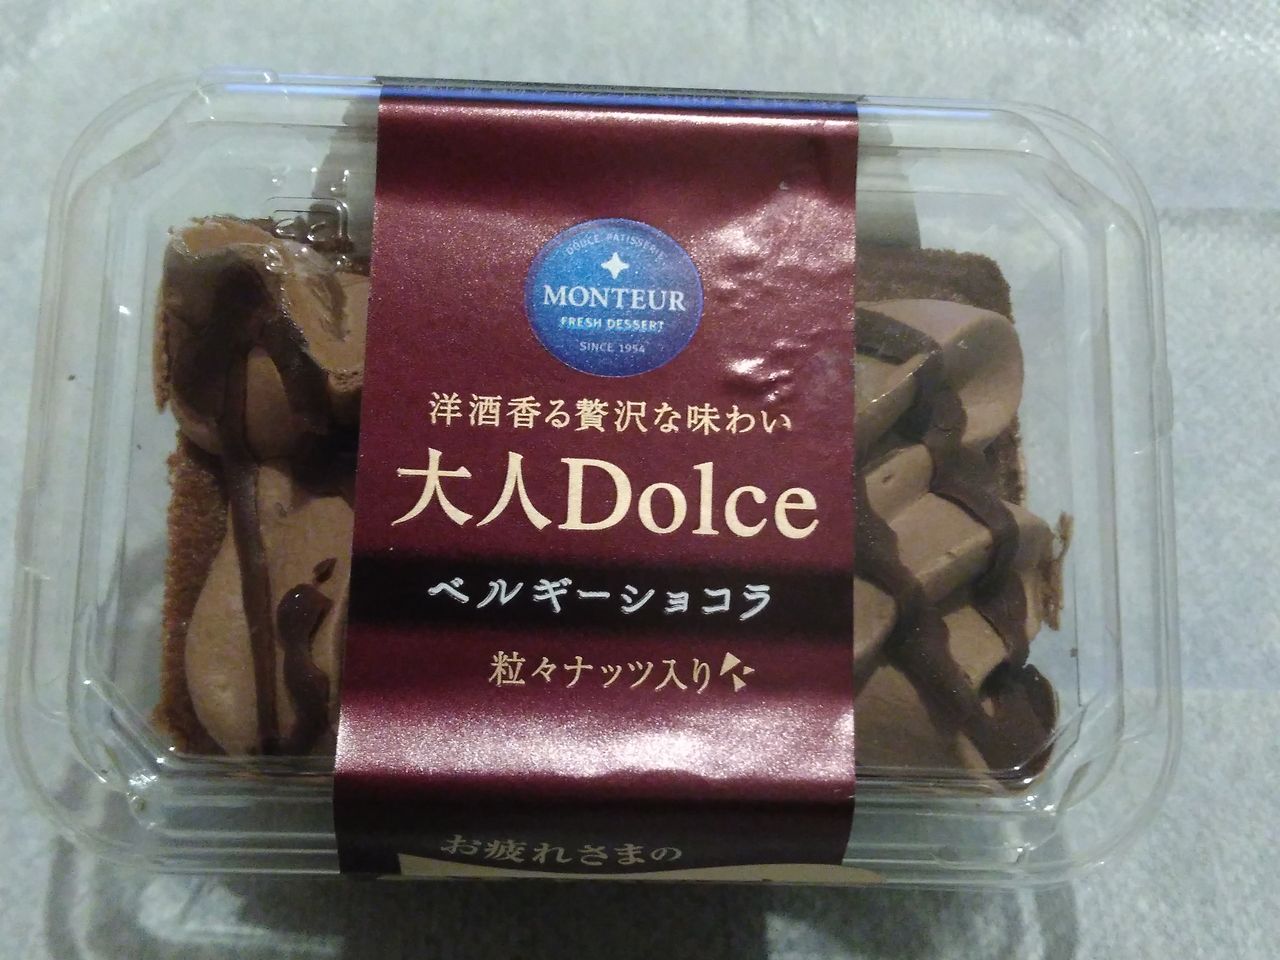 DOUCE PATISSERIE
MONTEUR
FRESH DESSERT
SINCE 1954
洋酒香る贅沢な味わい
大人Dolce
ベルギーショコラ
粒々ナッツ入り
お疲れさまの